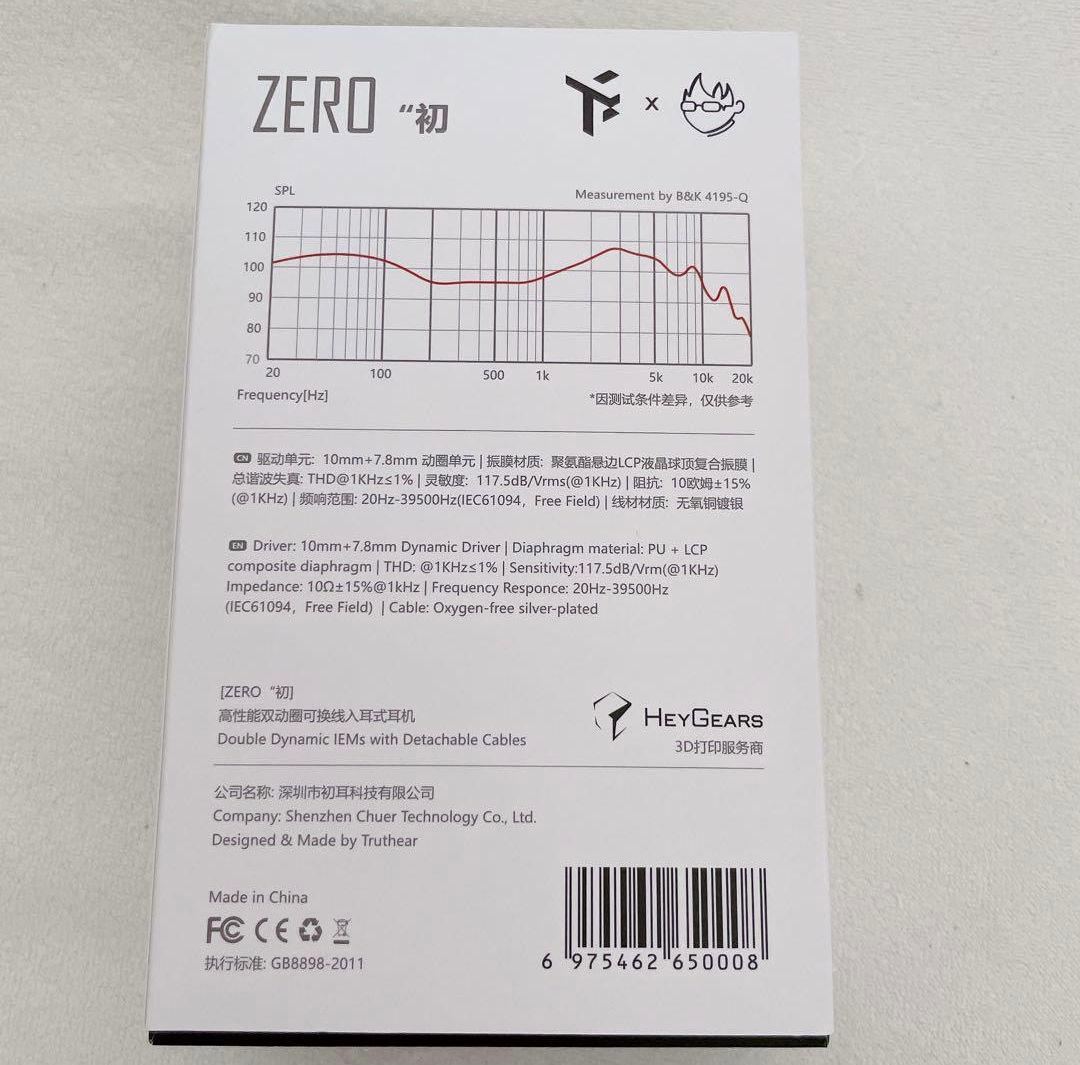 ZERO “初
x
SPL
Measurement by B&K 4195-Q
120
110
100
90
80
70
20 100 500 1k 5k 10k 20k
Frequency[Hz]
*因测试条件差异，仅供参考
CN 驱动单元: 10mm+7.8mm 动圈单元 | 振膜材质: 聚氨酯悬边LCP液晶球顶复合振膜 |
总谐波失真: THD@1KHz≤1% | 灵敏度: 117.5dB/Vrms(@1KHz) | 阻抗: 10欧姆±15%
(@1KHz) | 频响范围: 20Hz-39500Hz(IEC61094，Free Field) | 线材材质: 无氧铜镀银
EN Driver: 10mm+7.8mm Dynamic Driver | Diaphragm material: PU + LCP
composite diaphragm | THD: @1KHz≤1% | Sensitivity:117.5dB/Vrm(@1KHz)
Impedance: 10Ω±15%@1kHz | Frequency Responce: 20Hz-39500Hz
(IEC61094，Free Field) | Cable: Oxygen-free silver-plated
[ZERO “初]
高性能双动圈可换线入耳式耳机
Double Dynamic IEMs with Detachable Cables
HEYGEARS
3D打印服务商
公司名称: 深圳市初耳科技有限公司
Company: Shenzhen Chuer Technology Co., Ltd.
Designed & Made by Truthear
Made in China
FC CE
执行标准: GB8898-2011
6 975462 650008